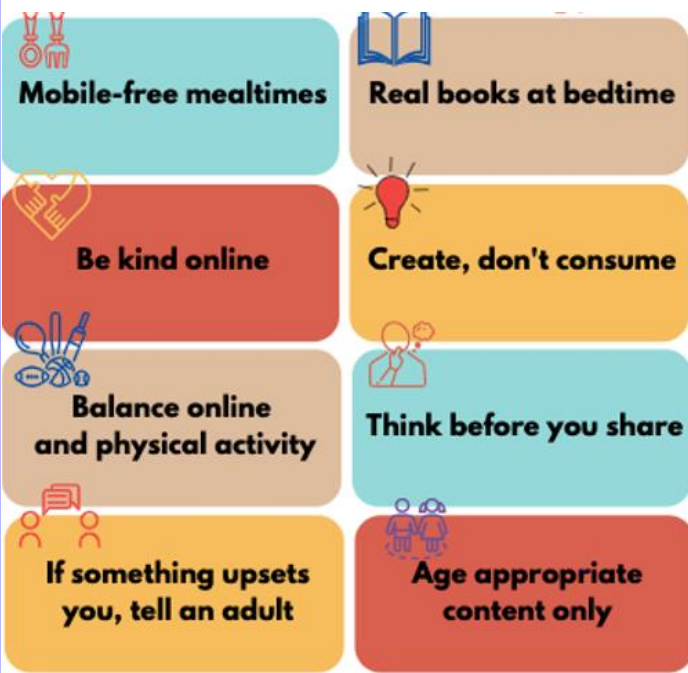 Mobile-free mealtimes
Real books at bedtime
Be kind online
Create, don't consume
Balance online
and physical activity
Think before you share
If something upsets
you, tell an adult
Age appropriate
content only